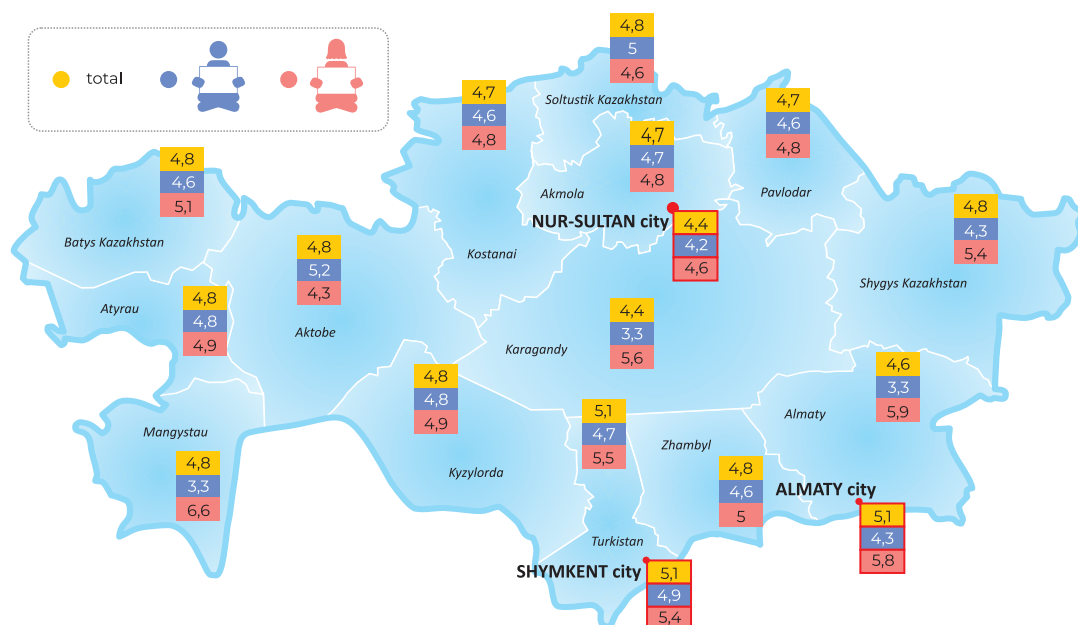 total
4,8
5
4,6
Soltustik Kazakhstan
4,7
4,6
4,8
Kostanai
4,7
4,7
4,8
Akmola
4,7
4,6
4,8
Pavlodar
NUR-SULTAN city
4,4
4,2
4,6
4,8
4,6
5,1
Batys Kazakhstan
4,8
5,2
4,3
Aktobe
4,8
4,8
4,9
Atyrau
4,8
4,3
5,4
Shygys Kazakhstan
4,4
3,3
5,6
Karagandy
4,8
4,8
4,9
Kyzylorda
Mangystau
4,8
3,3
6,6
5,1
4,7
5,5
Turkistan
Zhambyl
4,8
4,6
5
4,6
3,3
5,9
Almaty
ALMATY city
5,1
4,3
5,8
SHYMKENT city
5,1
4,9
5,4